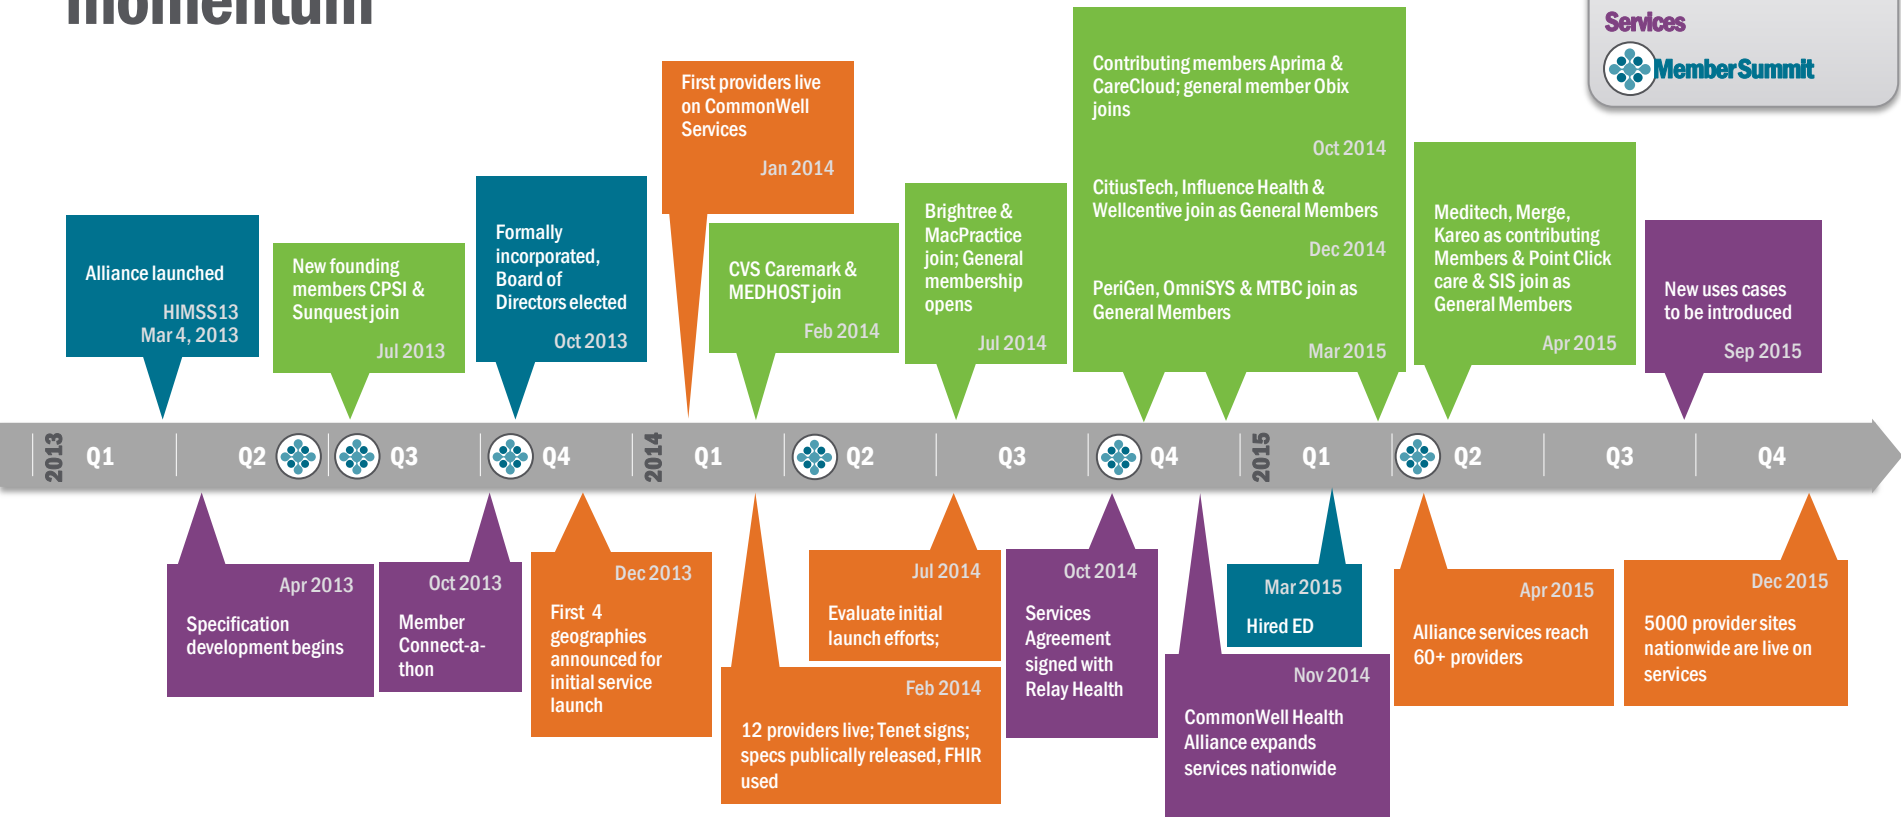 momentum
Services
MemberSummit
Alliance launched
HIMSS13
Mar 4, 2013
New founding
members CPSI &
Sunquest join
Jul 2013
Formally
incorporated,
Board of
Directors elected
Oct 2013
First providers live
on CommonWell
Services
Jan 2014
CVS Caremark &
MEDHOST join
Feb 2014
Brightree &
MacPractice
join; General
membership
opens
Jul 2014
Contributing members Aprima &
CareCloud; general member Obix
joins
Oct 2014
CitiusTech, Influence Health &
Wellcentive join as General Members
Dec 2014
PeriGen, OmniSYS & MTBC join as
General Members
Mar 2015
Meditech, Merge,
Kareo as contributing
Members & Point Click
care & SIS join as
General Members
Apr 2015
New uses cases
to be introduced
Sep 2015
2013 Q1 Q2 Q3 Q4 2014 Q1 Q2 Q3 Q4 2015 Q1 Q2 Q3 Q4
Apr 2013
Specification
development begins
Oct 2013
Member
Connect-a-
thon
Dec 2013
First 4
geographies
announced for
initial service
launch
Feb 2014
12 providers live; Tenet signs;
specs publically released, FHIR
used
Jul 2014
Evaluate initial
launch efforts;
Oct 2014
Services
Agreement
signed with
Relay Health
Nov 2014
CommonWell Health
Alliance expands
services nationwide
Mar 2015
Hired ED
Apr 2015
Alliance services reach
60+ providers
Dec 2015
5000 provider sites
nationwide are live on
services